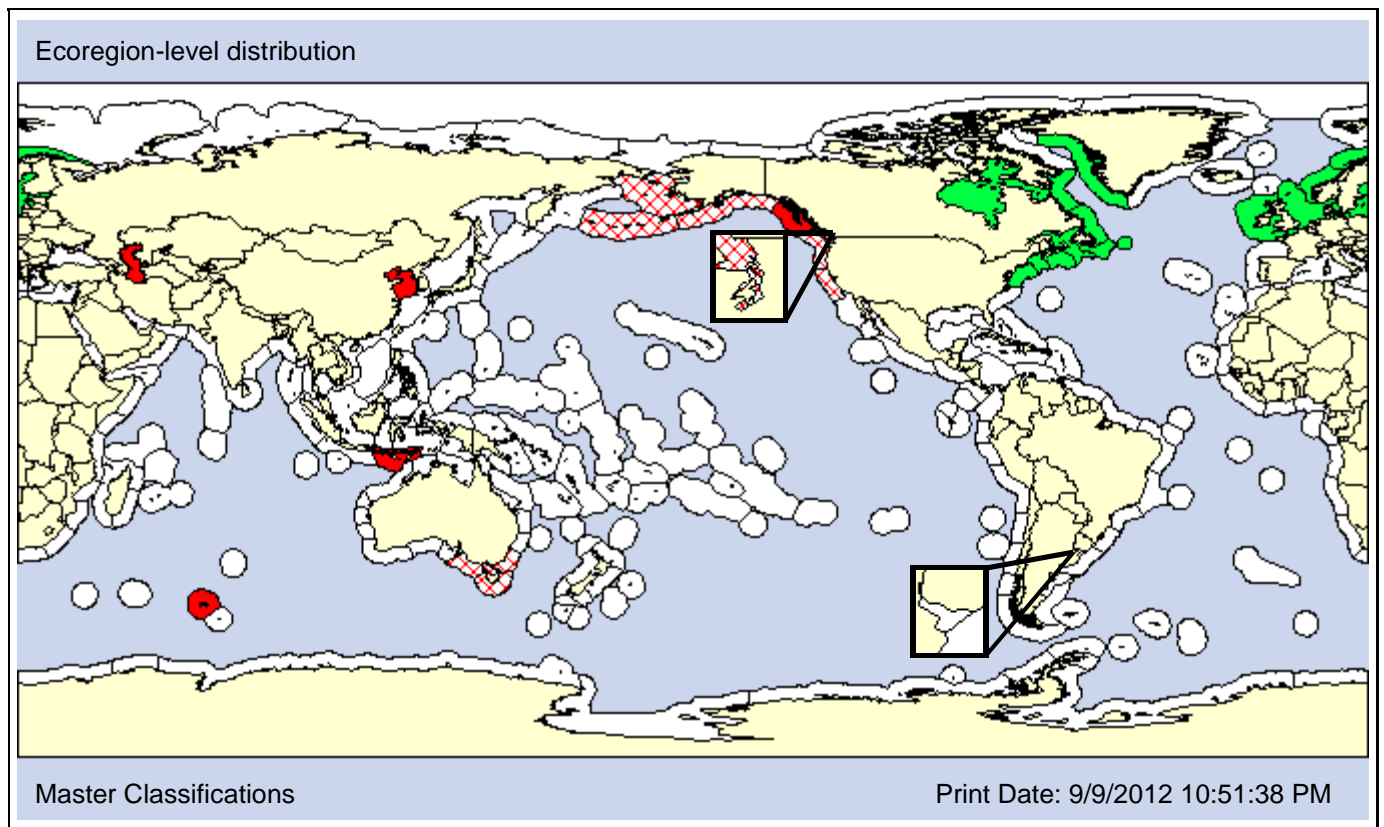 Ecoregion-level distribution
Master Classifications
Print Date: 9/9/2012 10:51:38 PM